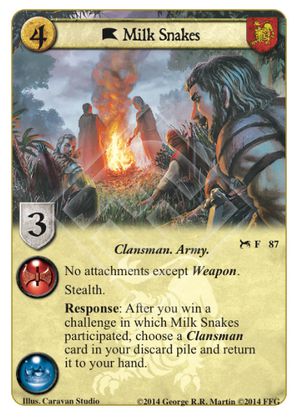 4
Milk Snakes
3
Clansman. Army.
F 87
No attachments except Weapon.
Stealth.
Response: After you win a
challenge in which Milk Snakes
participated, choose a Clansman
card in your discard pile and return
it to your hand.
Illus. Caravan Studio
©2014 George R.R. Martin ©2014 FFG